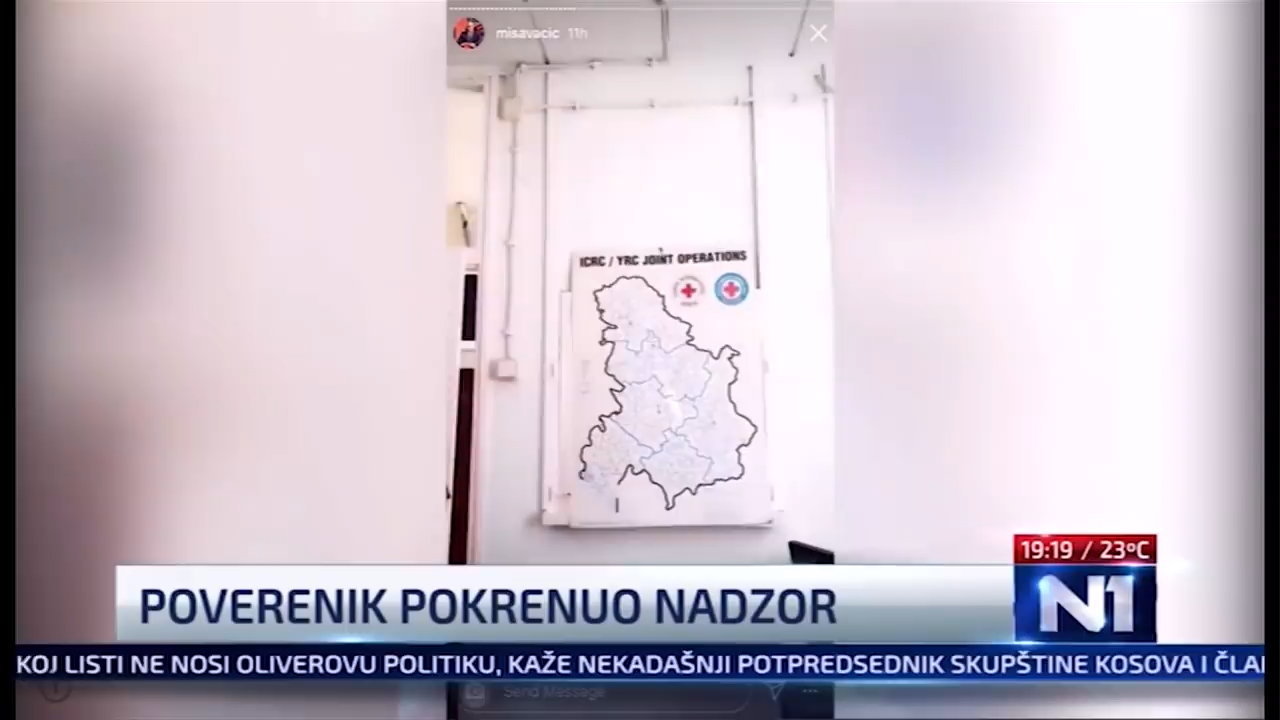 misavacic 11h
ICRC / YRC JOINT OPERATIONS
19:19 / 23°C
POVERENIK POKRENUO NADZOR
N1
KOJ LISTI NE NOSI OLIVEROVU POLITIKU, KAŽE NEKADAŠNJI POTPREDSEDNIK SKUPŠTINE KOSOVA I ČLA
Send Message